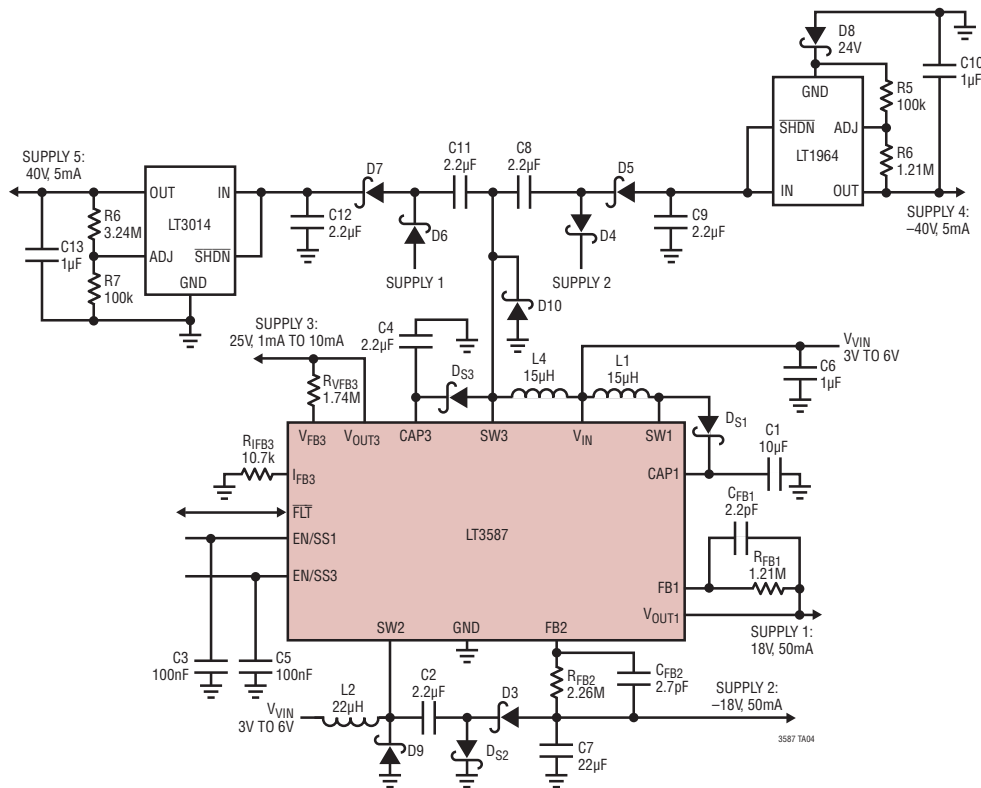 D8
24V
C10
1µF
GND
R5
100k
SHDN
ADJ
LT1964
R6
1.21M
IN
OUT
SUPPLY 4:
–40V, 5mA
SUPPLY 5:
40V, 5mA
OUT
IN
LT3014
R6
3.24M
C13
1µF
ADJ
SHDN
R7
100k
GND
D7
C11
2.2µF
C8
2.2µF
D5
C12
2.2µF
D6
SUPPLY 1
D4
SUPPLY 2
C9
2.2µF
D10
SUPPLY 3:
25V, 1mA TO 10mA
C4
2.2µF
RVFB3
1.74M
DS3
L4
15µH
L1
15µH
VVIN
3V TO 6V
C6
1µF
DS1
C1
10µF
VFB3
VOUT3
CAP3
SW3
VIN
SW1
CAP1
RIFB3
10.7k
IFB3
FLT
EN/SS1
EN/SS3
LT3587
CFB1
2.2pF
RFB1
1.21M
FB1
VOUT1
SUPPLY 1:
18V, 50mA
SW2
GND
FB2
C3
100nF
C5
100nF
L2
22µH
C2
2.2µF
D3
RFB2
2.26M
CFB2
2.7pF
SUPPLY 2:
–18V, 50mA
VVIN
3V TO 6V
D9
DS2
C7
22µF
3587 TA04